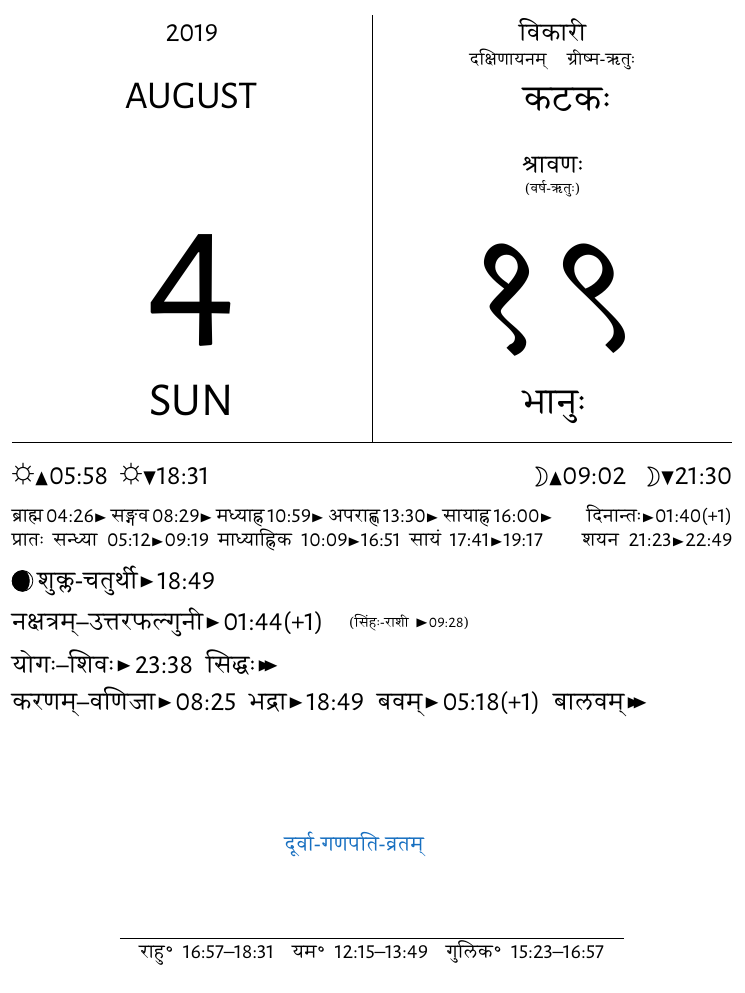 2019
AUGUST
4
SUN
विकारी
दक्षिणायनम् ग्रीष्म-ऋतुः
कटकः
श्रावणः
(वर्ष-ऋतुः)
१९
भानुः
▲05:58 ▼18:31 ▲09:02 ▼21:30
ब्राह्म 04:26► सङ्गव 08:29► मध्याह्न 10:59► अपराह्ण 13:30► सायाह्न 16:00► दिनान्तः►01:40(+1)
प्रातः सन्ध्या 05:12►09:19 माध्याह्निक 10:09►16:51 सायं 17:41►19:17 शयन 21:23►22:49
शुक्ल-चतुर्थी►18:49
नक्षत्रम्–उत्तरफल्गुनी►01:44(+1) (सिंहः-राशी ►09:28)
योगः–शिवः►23:38 सिद्धः►►
करणम्–वणिजा►08:25 भद्रा►18:49 बवम्►05:18(+1) बालवम्►►
दूर्वा-गणपति-व्रतम्
राहु° 16:57–18:31 यम° 12:15–13:49 गुलिक° 15:23–16:57